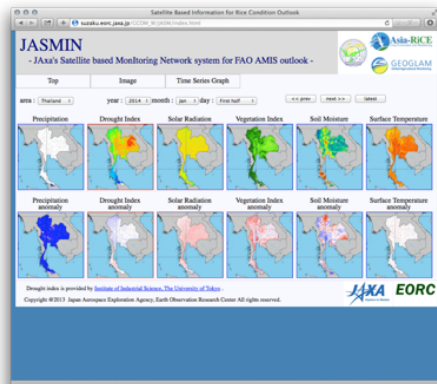 Satellite Based Information for Rice Condition Outlook
suzaku.eorc.jaxa.jp/GCOM_W/JASMIN/index.html
JASMIN
- JAxa's Satellite based MonItoring Network system for FAO AMIS outlook -
Asia-RiCE
GEOGLAM
Top Image Time Series Graph
area : Thailand year : 2014 month : Jan day : First half << prev next >> latest
Precipitation Drought Index Solar Radiation Vegetation Index Soil Moisture Surface Temperature
Precipitation anomaly Drought Index anomaly Solar Radiation anomaly Vegetation Index anomaly Soil Moisture anomaly Surface Temperature anomaly
Drought index is provided by Institute of Industrial Science, The University of Tokyo .
Copyright ©2013 Japan Aerospace Exploration Agency, Earth Observation Research Center All rights reserved.
JAXA EORC